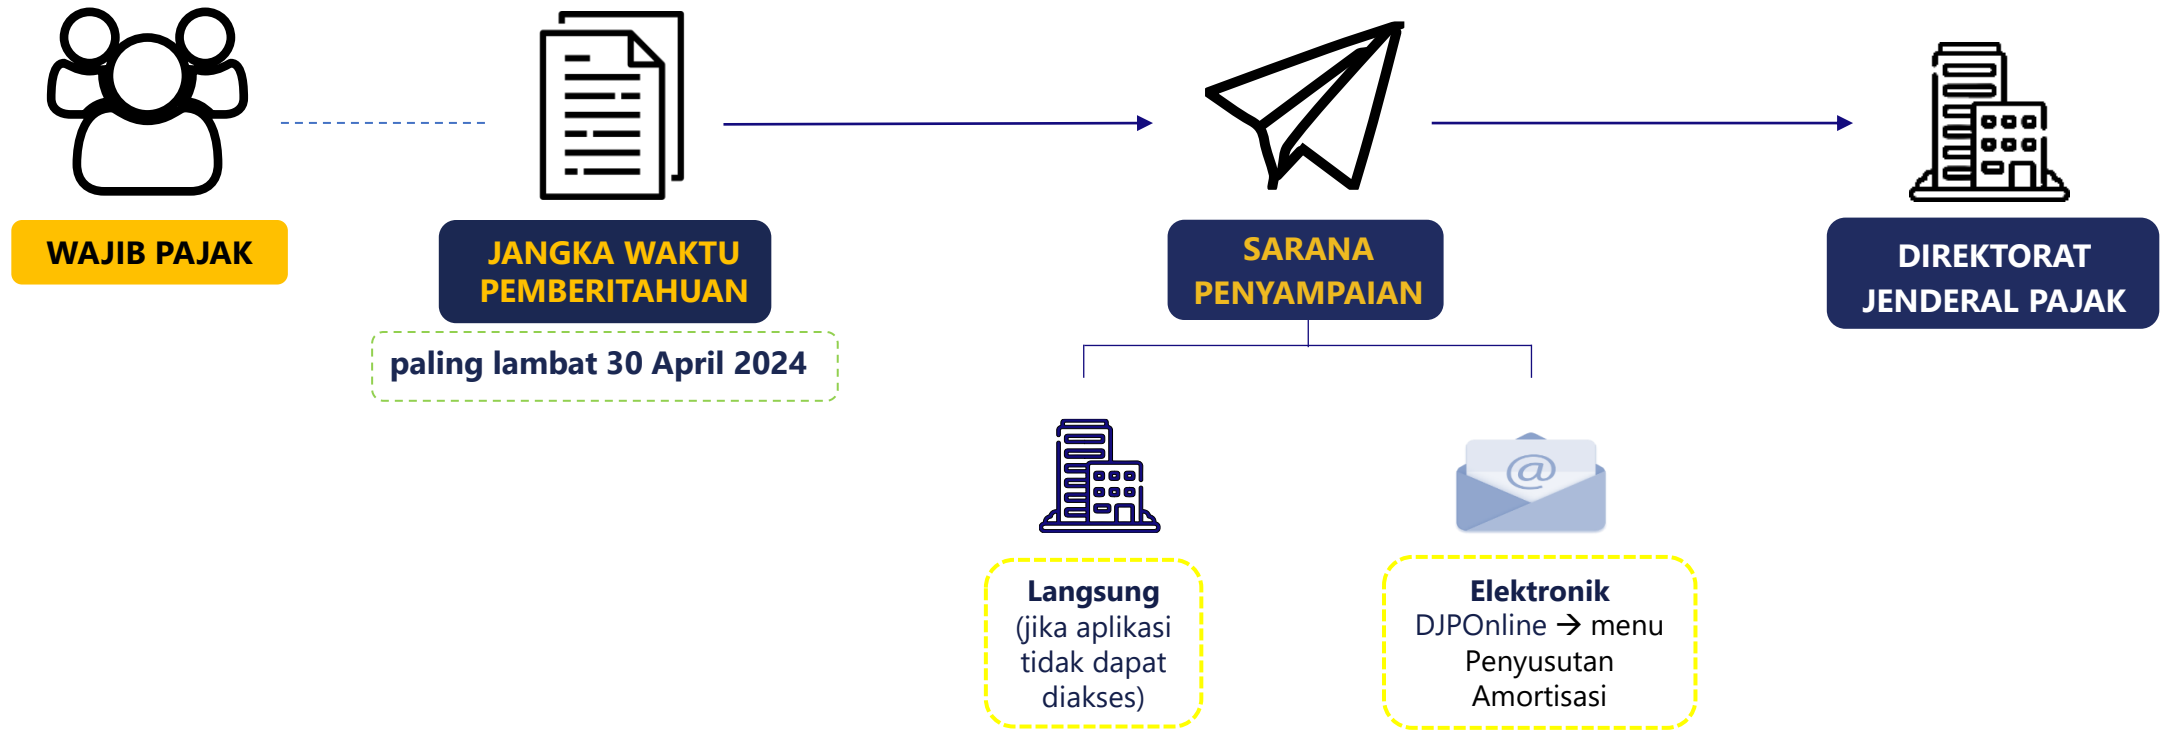 WAJIB PAJAK
JANGKA WAKTU
PEMBERITAHUAN
paling lambat 30 April 2024
SARANA
PENYAMPAIAN
DIREKTORAT
JENDERAL PAJAK
@
Langsung
(jika aplikasi
tidak dapat
diakses)
Elektronik
DJPOnline → menu
Penyusutan
Amortisasi